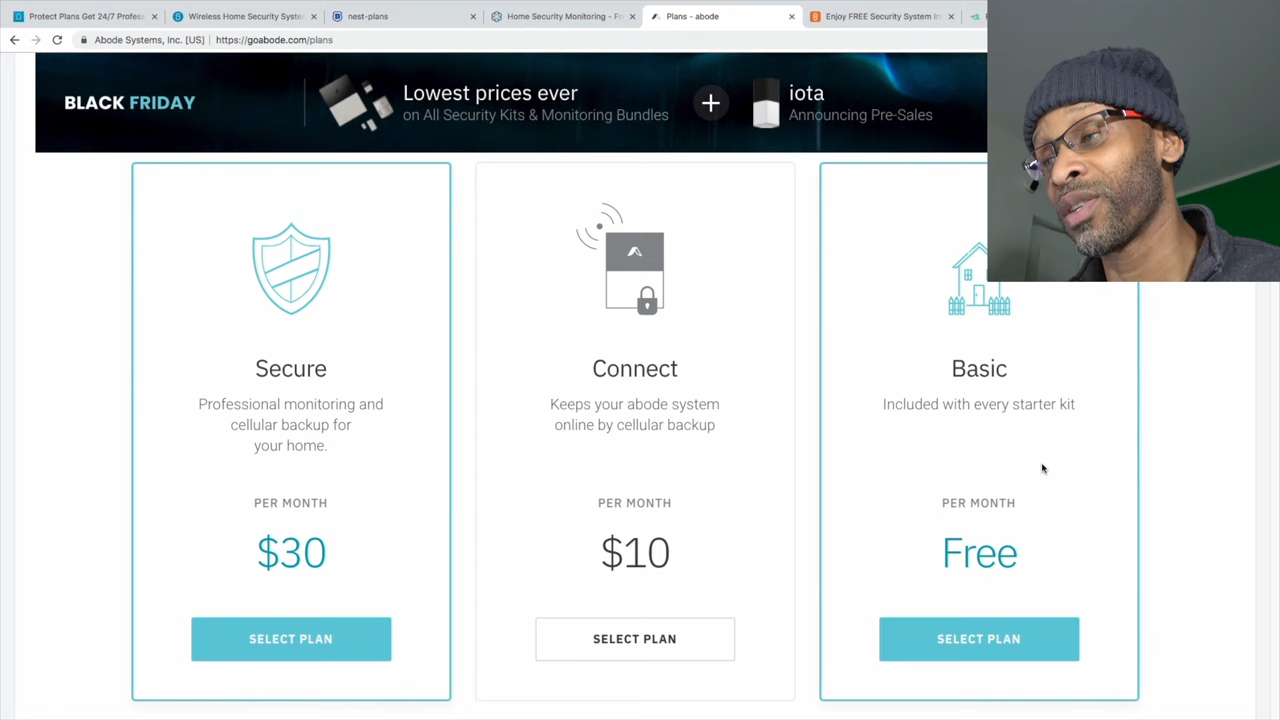 Protect Plans Get 24/7 Profess
Wireless Home Security System
nest-plans
Home Security Monitoring - Fr
Plans - abode
Enjoy FREE Security System In
Abode Systems, Inc. [US]
https://goabode.com/plans
BLACK FRIDAY
Lowest prices ever
on All Security Kits & Monitoring Bundles
+
iota
Announcing Pre-Sales
Secure
Professional monitoring and
cellular backup for
your home.
PER MONTH
$30
SELECT PLAN
Connect
Keeps your abode system
online by cellular backup
PER MONTH
$10
SELECT PLAN
Basic
Included with every starter kit
PER MONTH
Free
SELECT PLAN